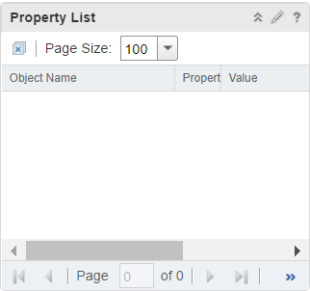 Property List ?
Page Size: 100
Object Name Propert Value
Page 0 of 0 »